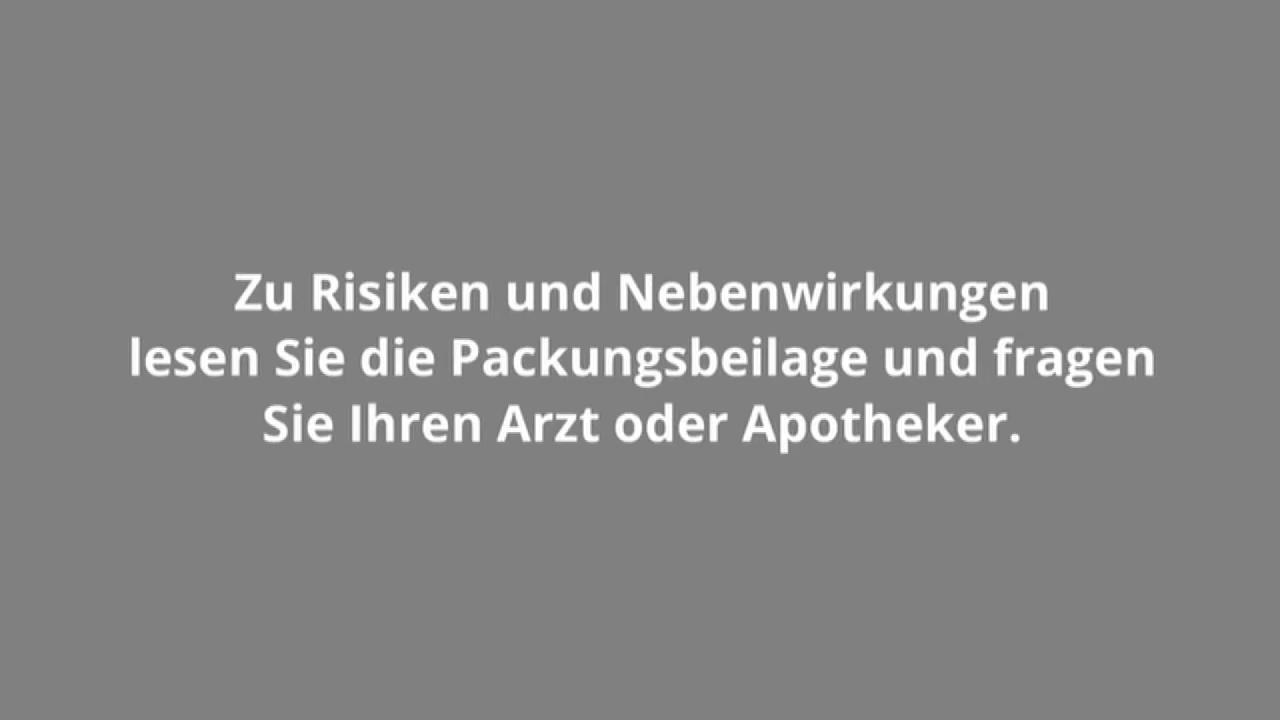 Zu Risiken und Nebenwirkungen
lesen Sie die Packungsbeilage und fragen
Sie Ihren Arzt oder Apotheker.